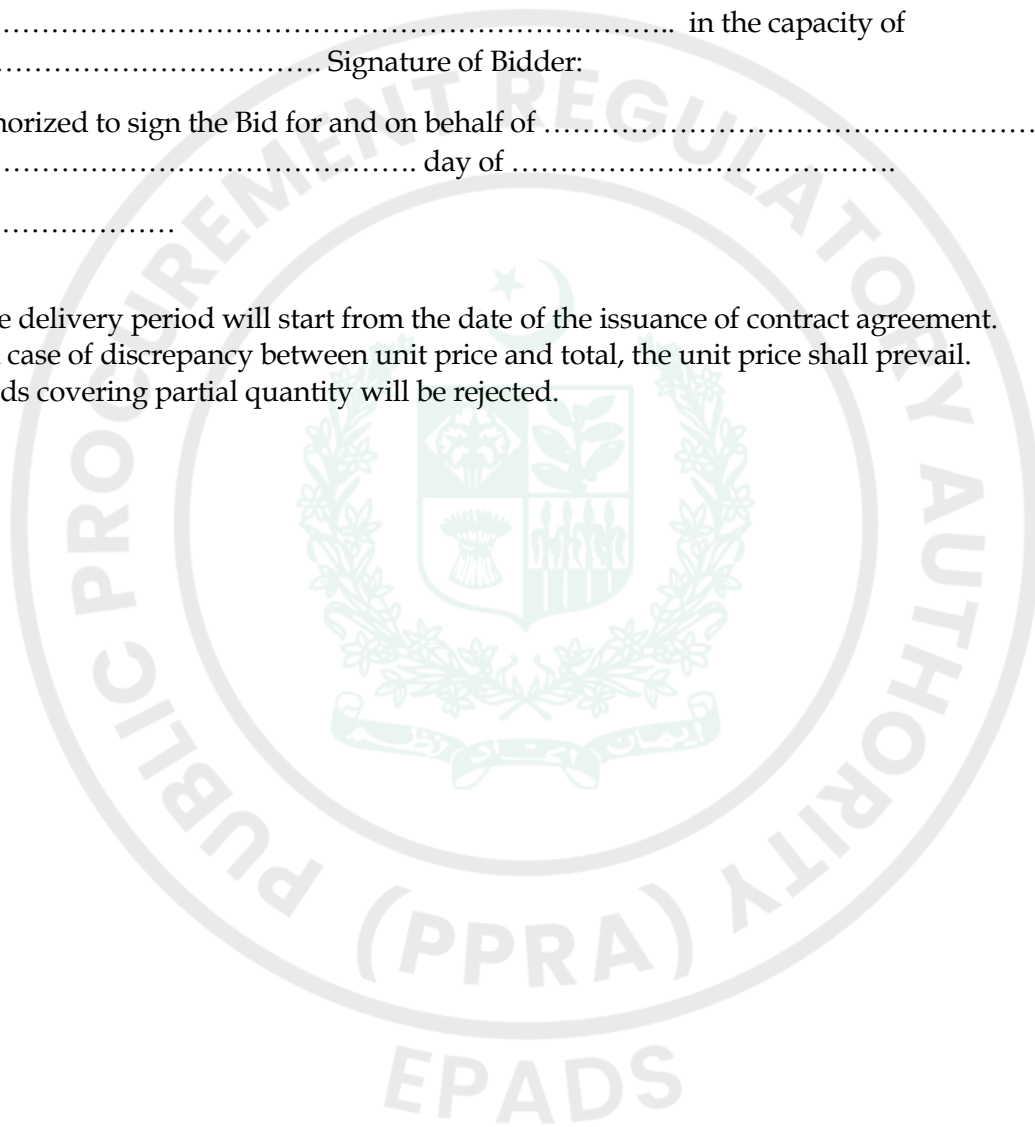 ………………………………………………………….. in the capacity of
…………………………. Signature of Bidder:
horized to sign the Bid for and on behalf of …………………………………………
………………………………. day of ……………………………….
………………
e delivery period will start from the date of the issuance of contract agreement.
case of discrepancy between unit price and total, the unit price shall prevail.
ds covering partial quantity will be rejected.
PUBLIC PROCUREMENT REGULATORY AUTHORITY
(PPRA)
EPADS